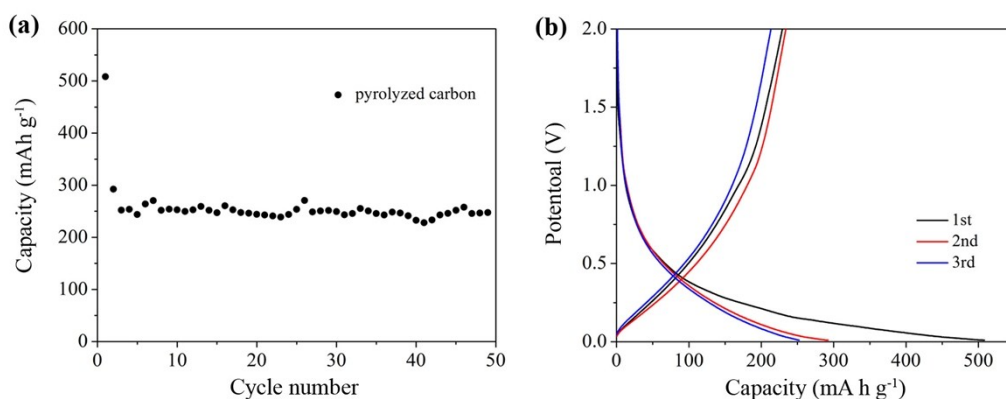 (a)
600
500
400
300
200
100
0
Capacity (mAh g⁻¹)
pyrolyzed carbon
0 10 20 30 40 50
Cycle number
(b)
2.0
1.5
1.0
0.5
0.0
Potentoal (V)
1st
2nd
3rd
0 100 200 300 400 500
Capacity (mA h g⁻¹)